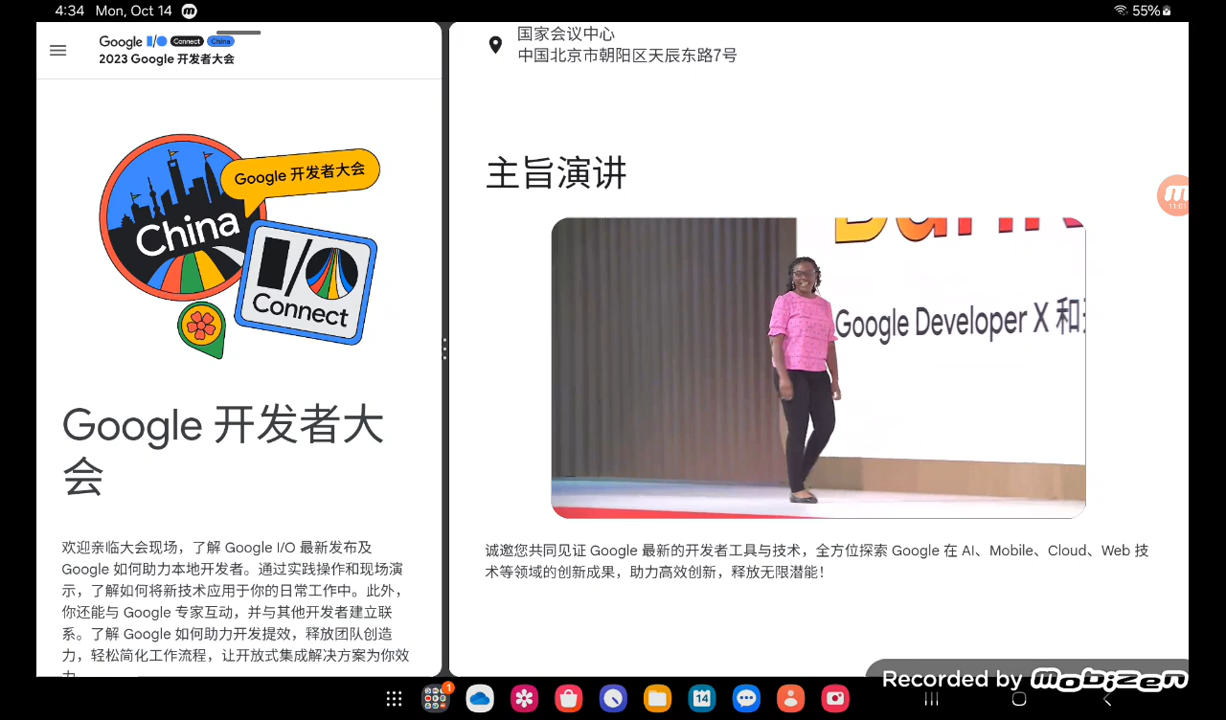 4:34 Mon, Oct 14
55%
Google I/O Connect China
2023 Google 开发者大会
Google 开发者大会
China
I/O
Connect
Google 开发者大
会
欢迎亲临大会现场，了解 Google I/O 最新发布及
Google 如何助力本地开发者。通过实践操作和现场演
示，了解如何将新技术应用于你的日常工作中。此外，
你还能与 Google 专家互动，并与其他开发者建立联
系。了解 Google 如何助力开发提效，释放团队创造
力，轻松简化工作流程，让开放式集成解决方案为你效
力
国家会议中心
中国北京市朝阳区天辰东路7号
主旨演讲
Google Developer X 和
诚邀您共同见证 Google 最新的开发者工具与技术，全方位探索 Google 在 AI、Mobile、Cloud、Web 技
术等领域的创新成果，助力高效创新，释放无限潜能！
11:01
1
14
Recorded by mobizen